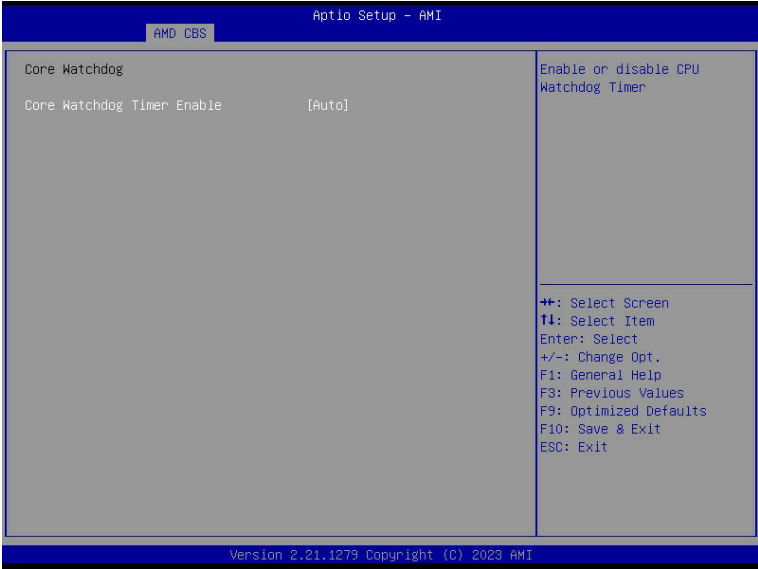 Aptio Setup – AMI
AMD CBS
Core Watchdog
Core Watchdog Timer Enable [Auto]
Enable or disable CPU
Watchdog Timer
→←: Select Screen
↑↓: Select Item
Enter: Select
+/-: Change Opt.
F1: General Help
F3: Previous Values
F9: Optimized Defaults
F10: Save & Exit
ESC: Exit
Version 2.21.1279 Copyright (C) 2023 AMI